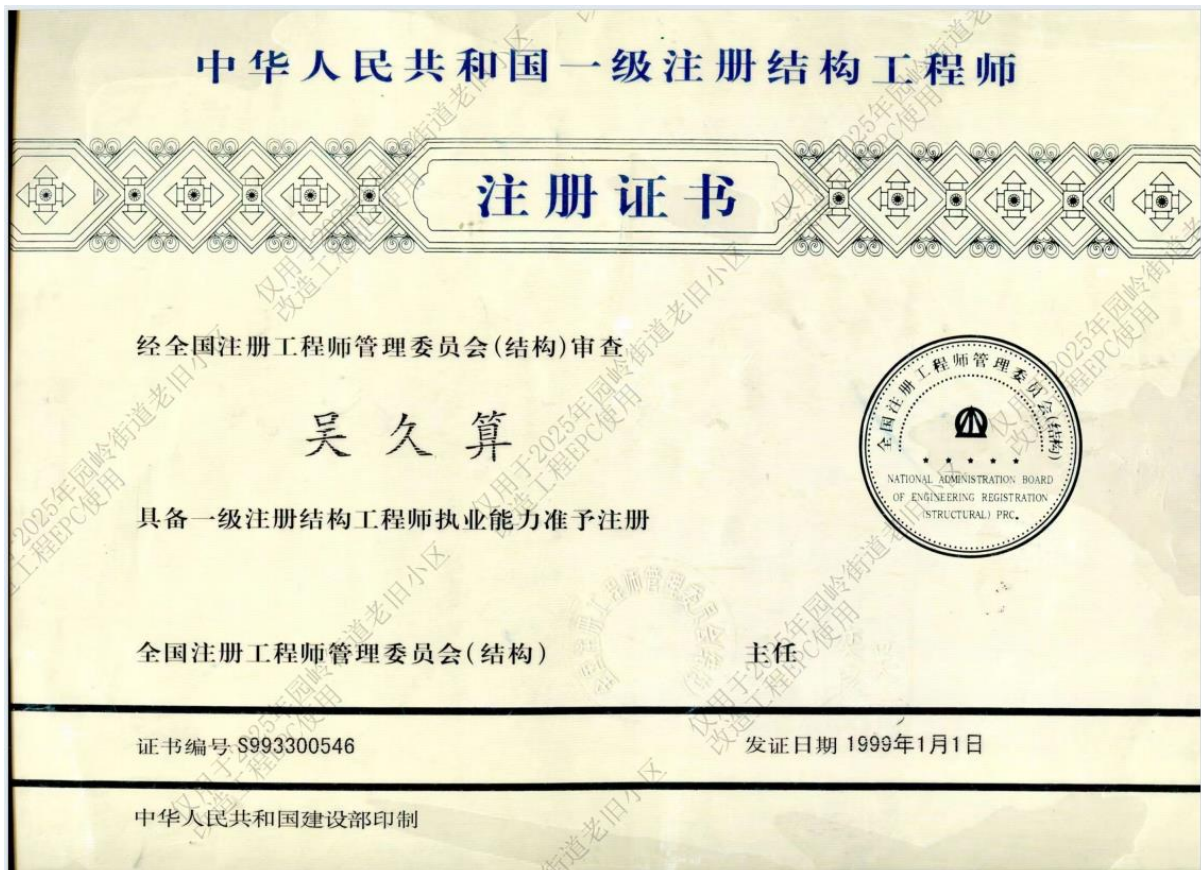 中华人民共和国一级注册结构工程师
注册证书
经全国注册工程师管理委员会(结构)审查
吴久算
具备一级注册结构工程师执业能力准予注册
全国注册工程师管理委员会(结构)
NATIONAL ADMINISTRATION BOARD
OF ENGINEERING REGISTRATION
(STRUCTURAL) PRC.
全国注册工程师管理委员会(结构)
主任
证书编号 S993300546
发证日期 1999年1月1日
中华人民共和国建设部印制
仅用于2025年园岭街道老旧小区
改造工程EPC使用